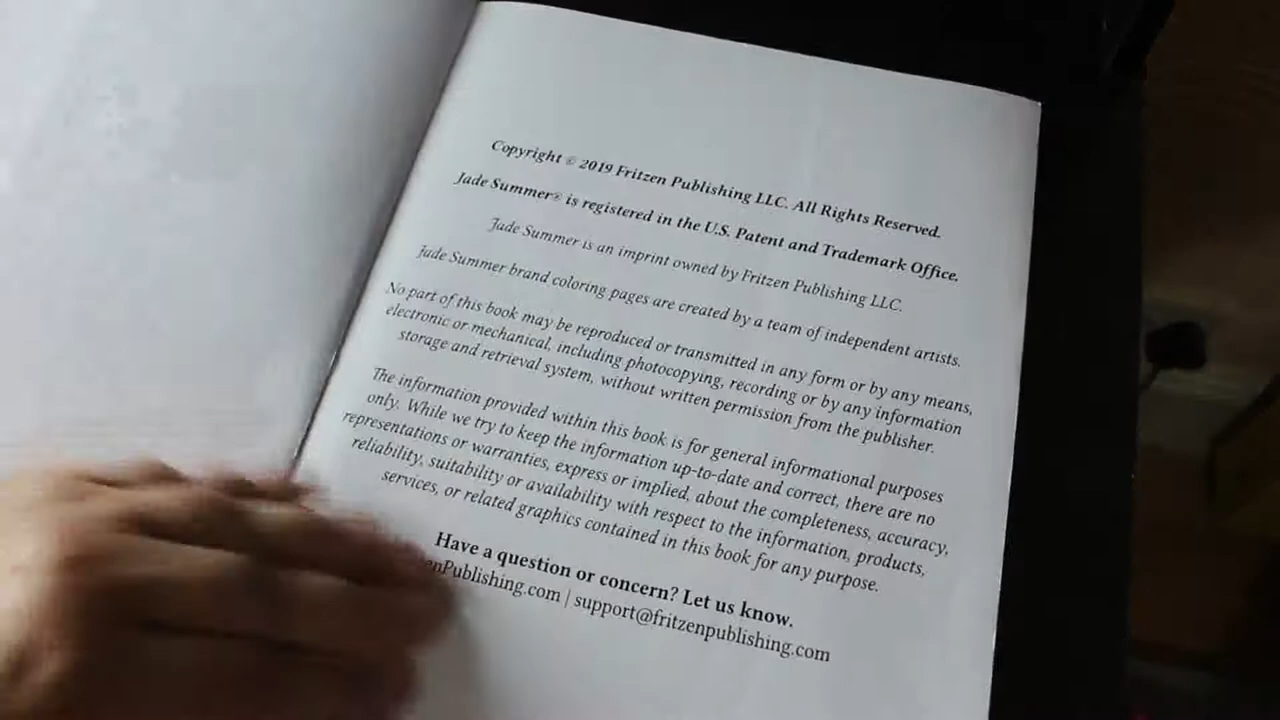 Copyright © 2019 Fritzen Publishing LLC. All Rights Reserved.
Jade Summer® is registered in the U.S. Patent and Trademark Office.
Jade Summer is an imprint owned by Fritzen Publishing LLC.
Jade Summer brand coloring pages are created by a team of independent artists.
No part of this book may be reproduced or transmitted in any form or by any means,
electronic or mechanical, including photocopying, recording or by any information
storage and retrieval system, without written permission from the publisher.
The information provided within this book is for general informational purposes
only. While we try to keep the information up-to-date and correct, there are no
representations or warranties, express or implied, about the completeness, accuracy,
reliability, suitability or availability with respect to the information, products,
services, or related graphics contained in this book for any purpose.
Have a question or concern? Let us know.
enPublishing.com | support@fritzenpublishing.com